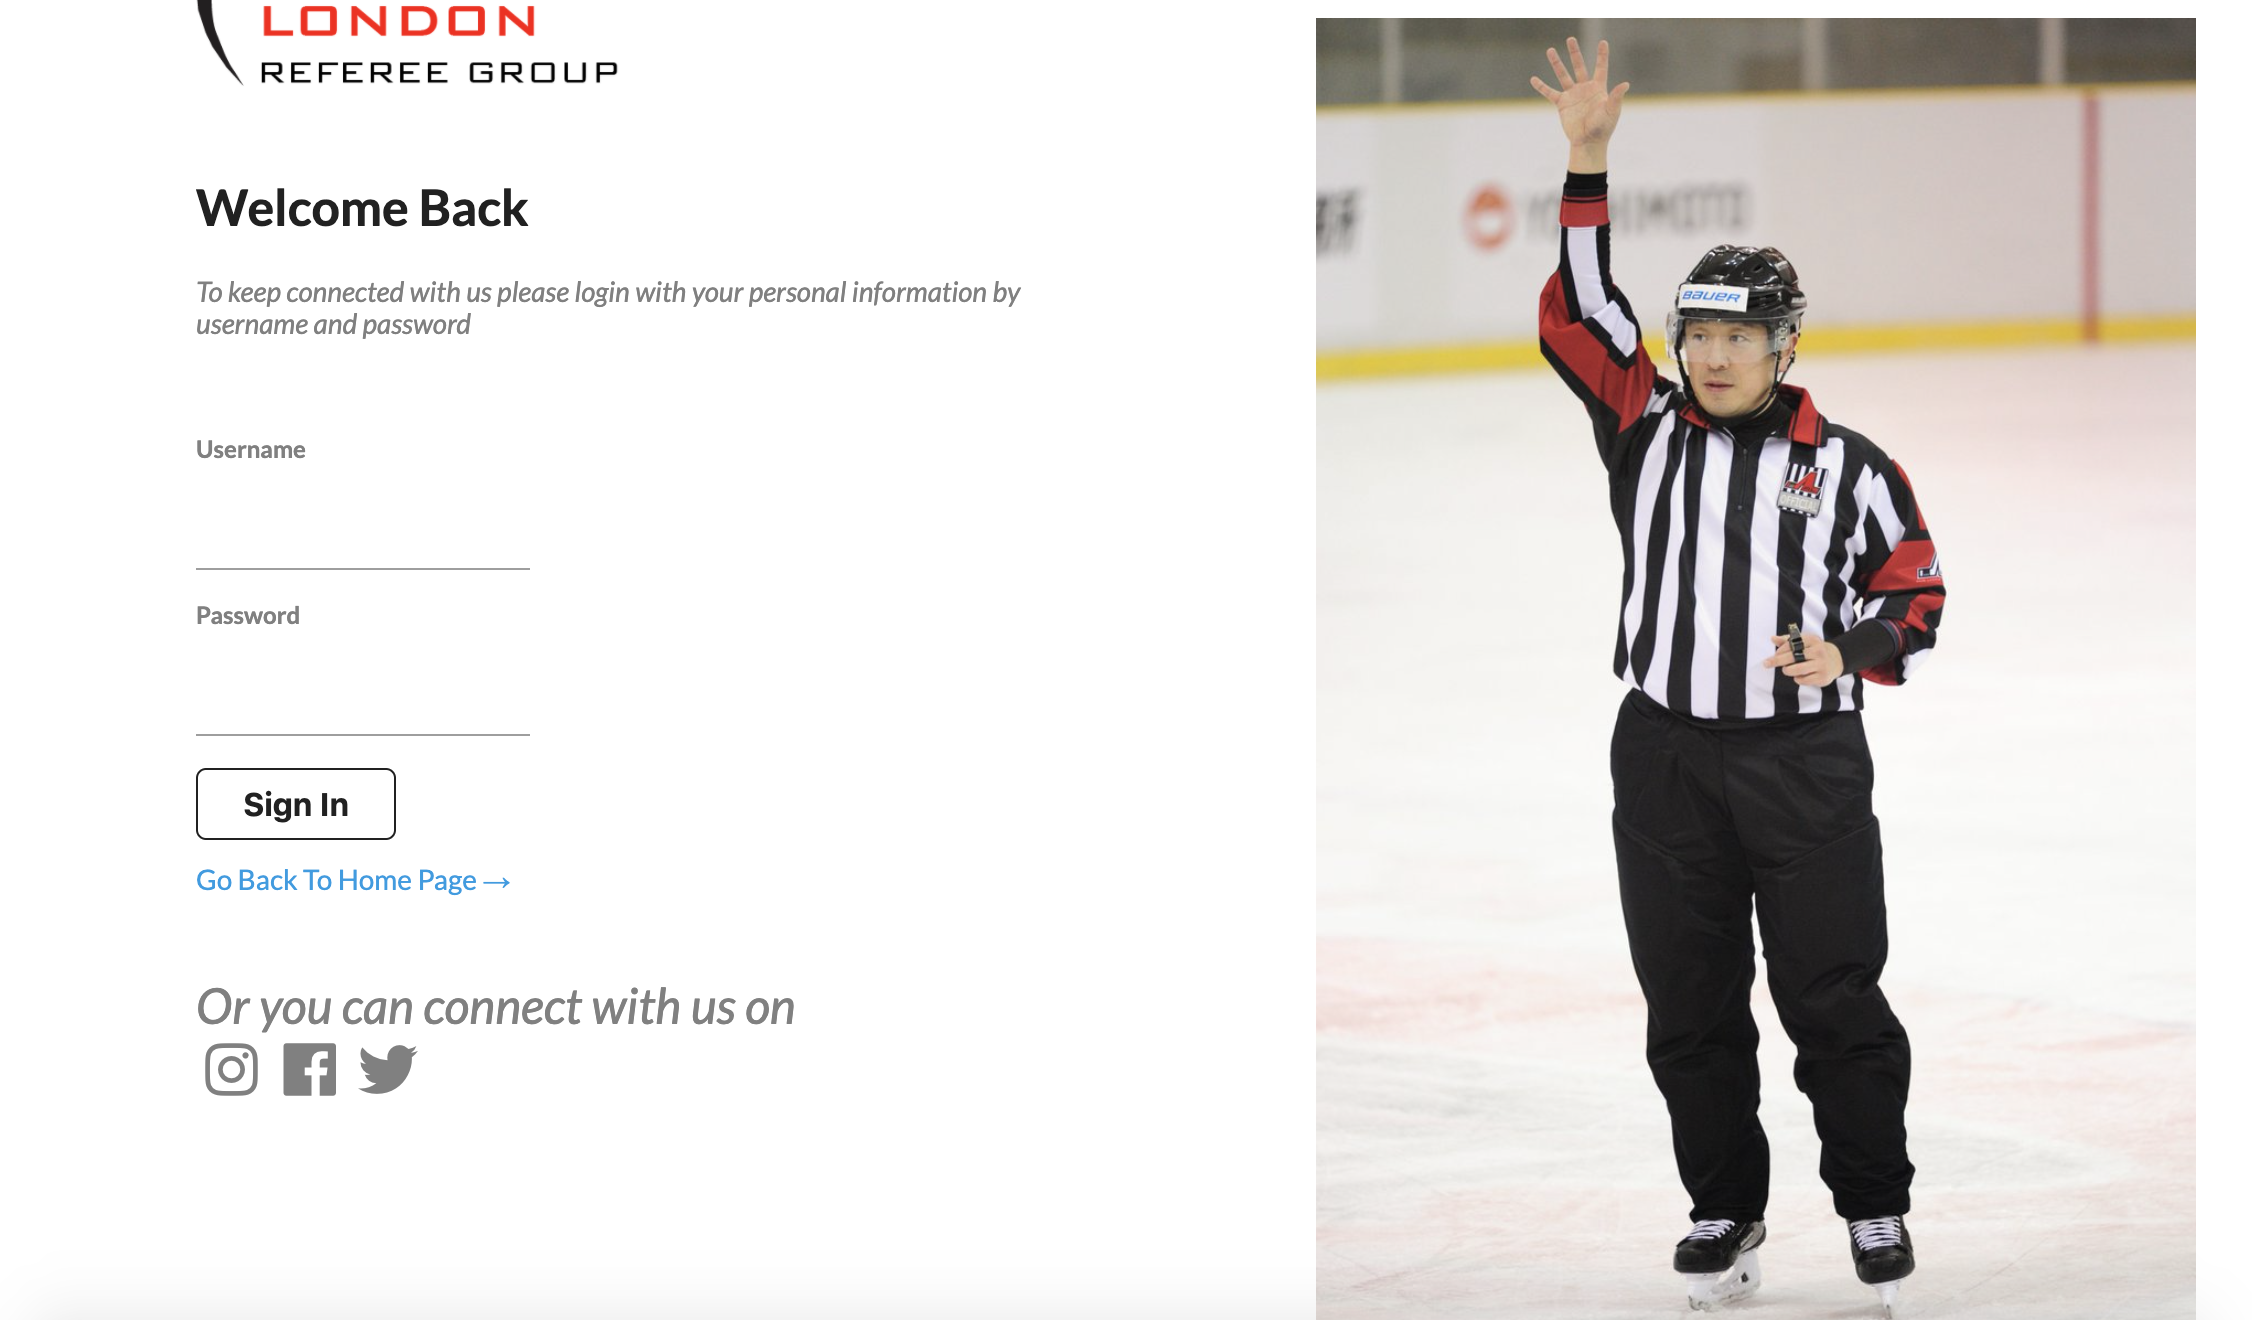 LONDON
REFEREE GROUP
Welcome Back
To keep connected with us please login with your personal information by
username and password
Username
Password
Sign In
Go Back To Home Page →
Or you can connect with us on
BAUER